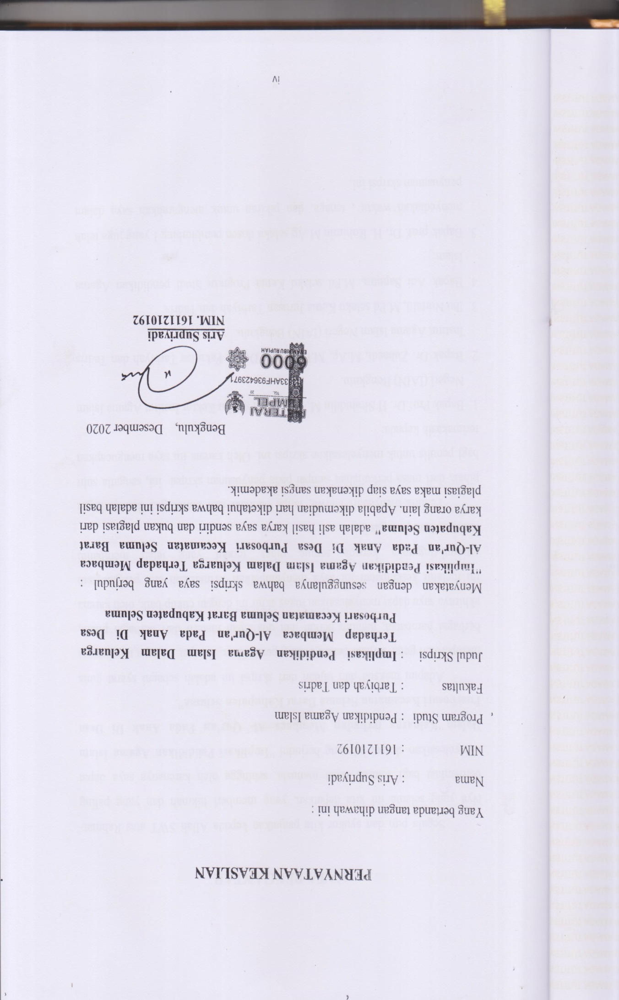 PERNYATAAN KEASLIAN
Yang bertanda tangan dihawah ini :
Nama : Aris Supriyadi
NIM : 1611210192
Program Studi : Pendidikan Agama Islam
Fakultas : Tarbiyah dan Tadris
Judul Skripsi : Implikasi Pendidikan Agama Islam Dalam Keluarga
Terhadap Membaca Al-Qur'an Pada Anak Di Desa
Purbosari Kecamatan Seluma Barat Kabupaten Seluma
Menyatakan dengan sesunggulanya bahwa skripsi saya yang berjudul :
"Implikasi Pendidikan Agama Islam Dalam Keluarga Terhadap Membaca
Al-Qur'an Pada Anak Di Desa Purbosari Kecamatan Seluma Barat
Kabupaten Seluma" adalah asli hasil karya saya sendiri dan bukan plagiasi dari
karya orang lain. Apabila dikemudian hari diketahui bahwa skripsi ini adalah basil
plagiasi maka saya siap dikenakan sangsi akademik.
Bengkulu, Desember 2020
METERAI
TEMPEL
TGL 20
33AHF936423971
6000
ENAM RIBU RUPIAH
Aris Supriyadi
NIM. 1611210192
iv